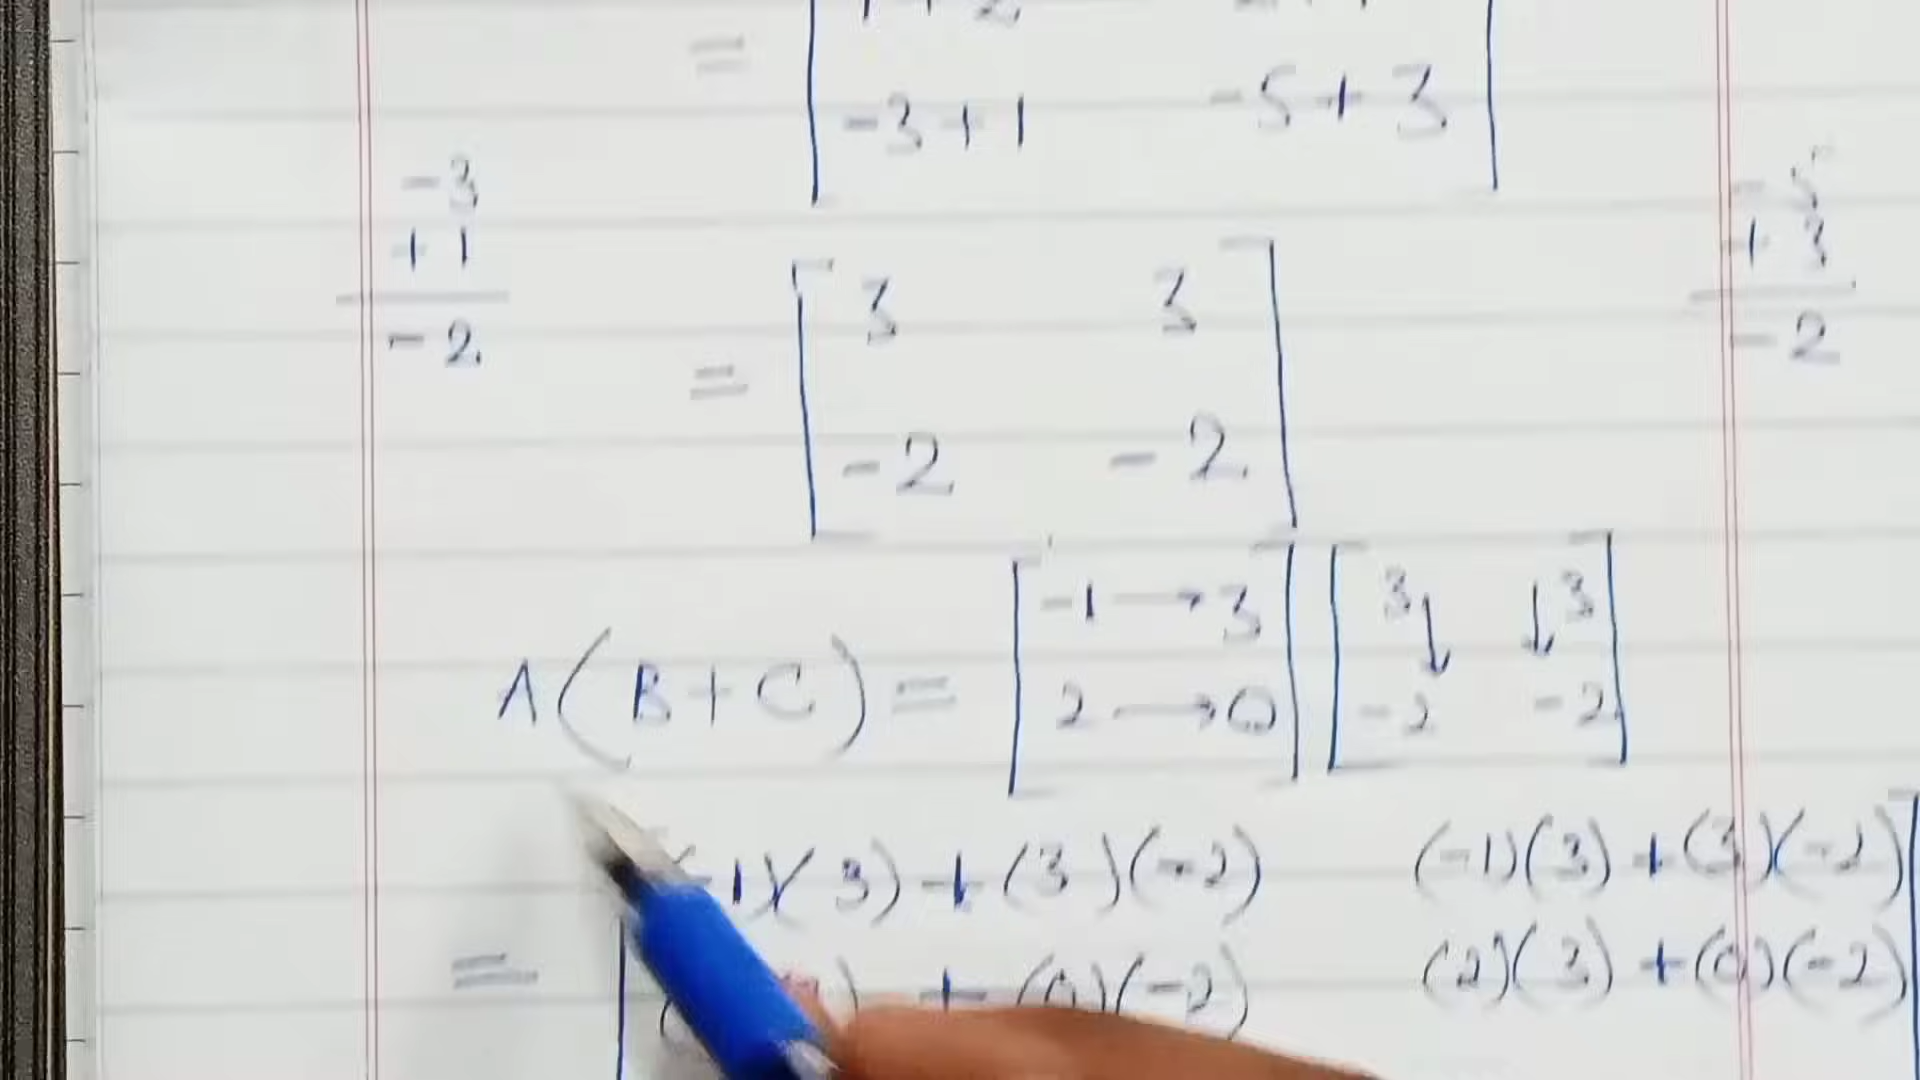 =
-3+1 -5+3
-3
+1
-2
-5
+3
-2
= 3 3
-2 -2
A(B+C) = [-1→3] [3↓ ↓3]
2→0 -2 -2
-1)(3)+(3)(-2) (-1)(3)+(3)(-2)
= +(0)(-2) (2)(3)+(0)(-2)